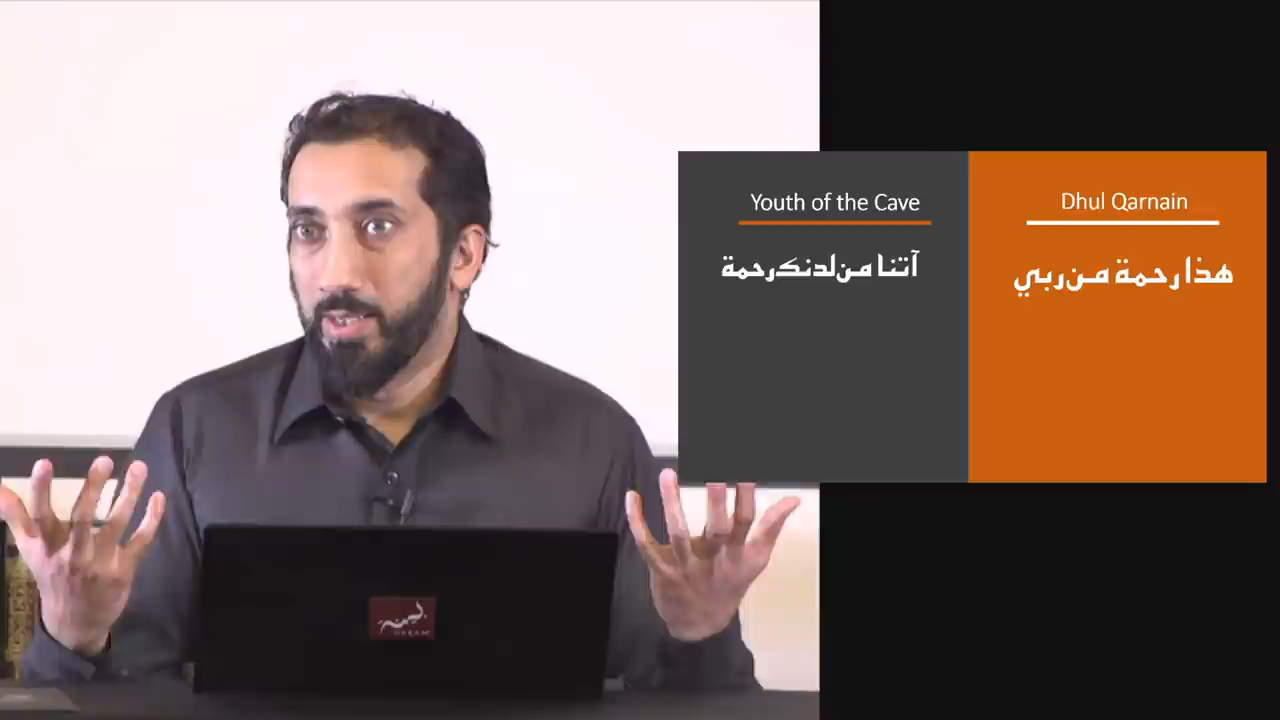 Youth of the Cave
آتنا من لدنك رحمة
Dhul Qarnain
هذا رحمة من ربي